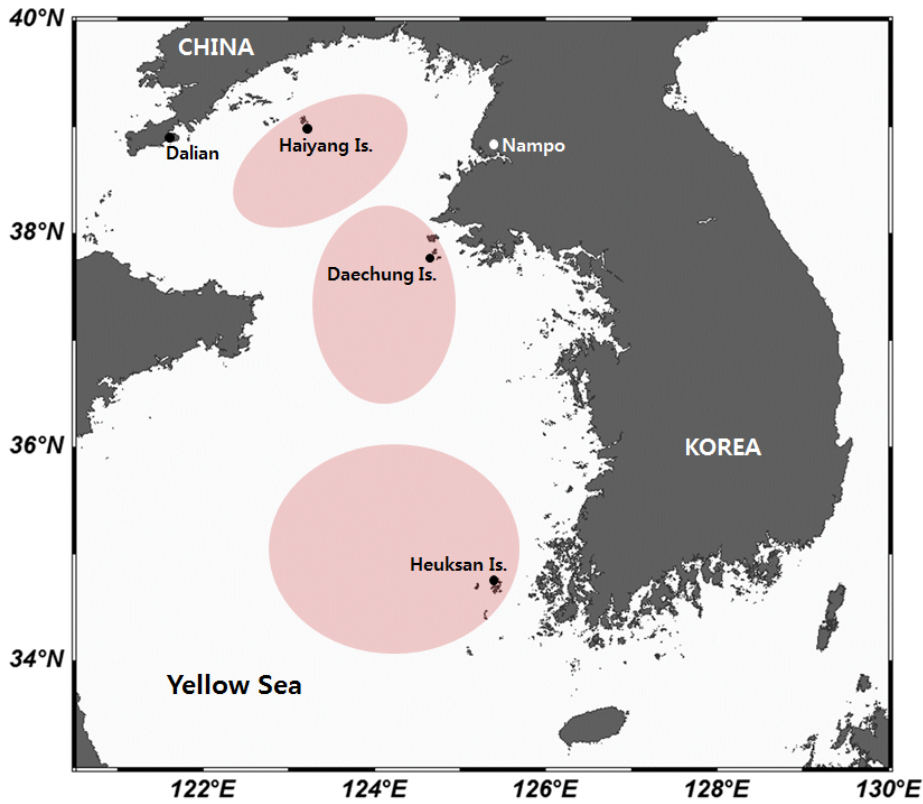 40°N
CHINA
Haiyang Is.
Nampo
Dalian
38°N
Daechung Is.
36°N
KOREA
Heuksan Is.
34°N
Yellow Sea
122°E
124°E
126°E
128°E
130°E